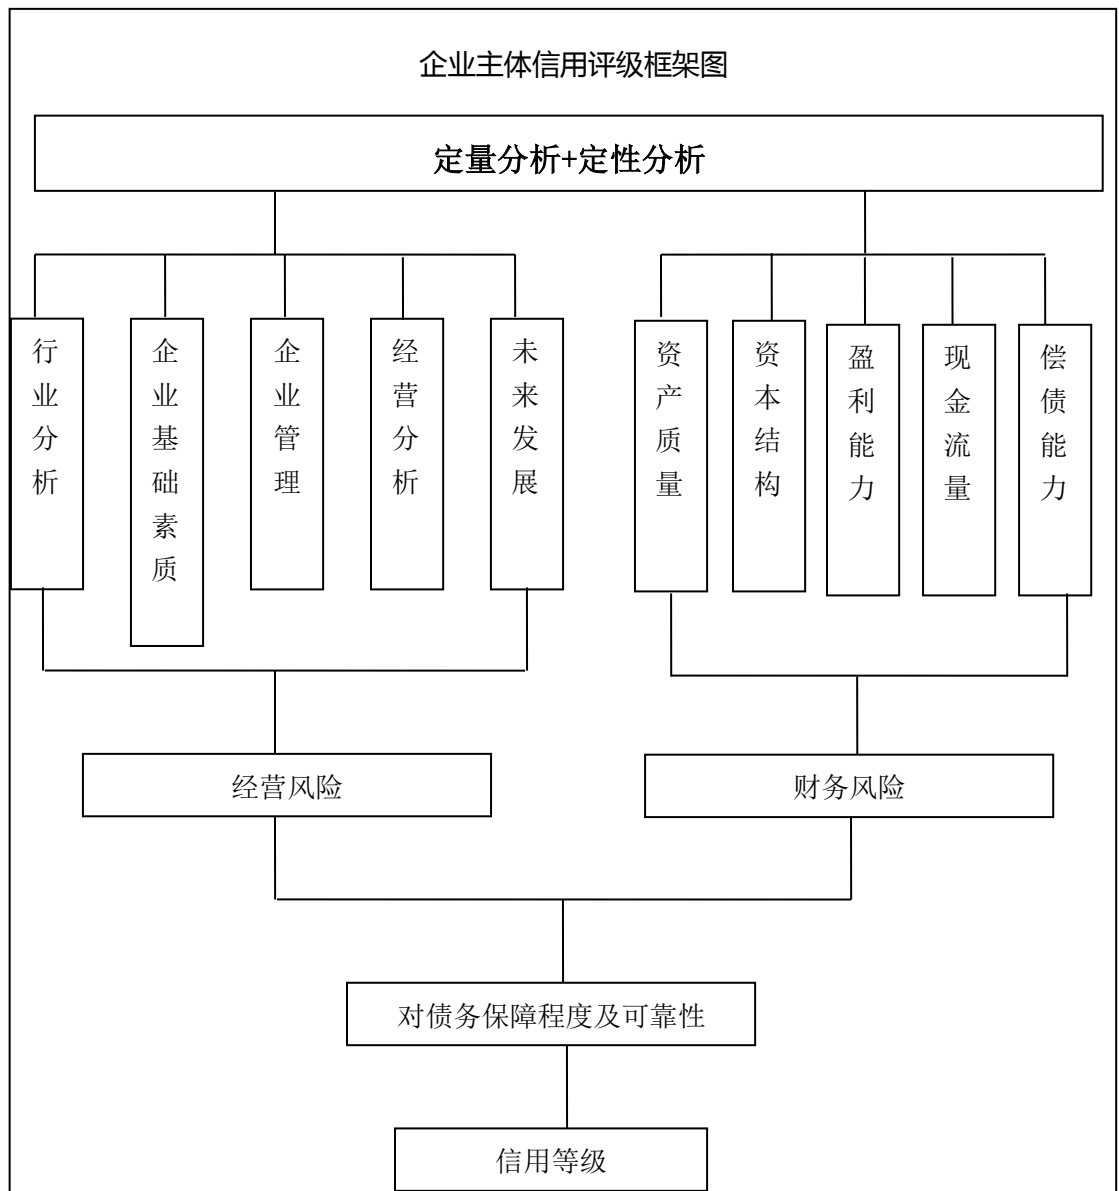 企业主体信用评级框架图
定量分析+定性分析
行业分析
企业基础素质
企业管理
经营分析
未来发展
资产质量
资本结构
盈利能力
现金流量
偿债能力
经营风险
财务风险
对债务保障程度及可靠性
信用等级